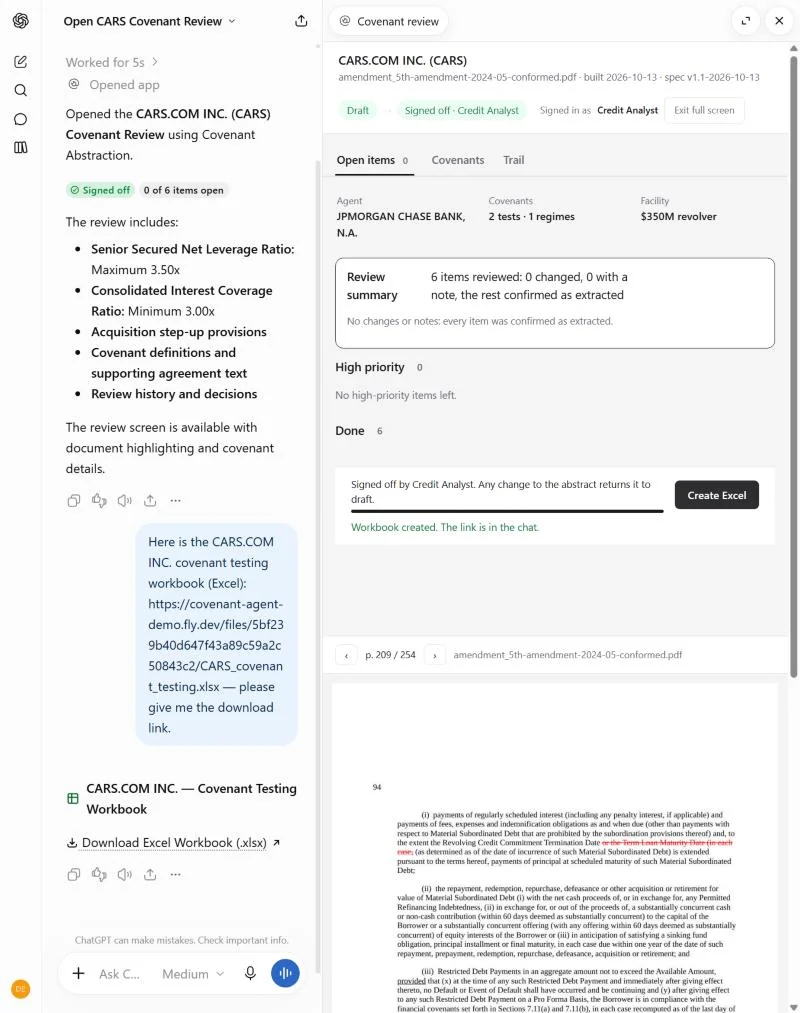 Open CARS Covenant Review
Worked for 5s
Opened app
Opened the CARS.COM INC. (CARS)
Covenant Review using Covenant
Abstraction.
Signed off
0 of 6 items open
The review includes:
Senior Secured Net Leverage Ratio:
Maximum 3.50x
Consolidated Interest Coverage
Ratio: Minimum 3.00x
Acquisition step-up provisions
Covenant definitions and
supporting agreement text
Review history and decisions
The review screen is available with
document highlighting and covenant
details.
Here is the CARS.COM
INC. covenant testing
workbook (Excel):
https://covenant-agent-
demo.fly.dev/files/5bf23
9b40d647f43a89c59a2c
50843c2/CARS_covenan
t_testing.xlsx — please
give me the download
link.
CARS.COM INC. — Covenant Testing
Workbook
Download Excel Workbook (.xlsx)
ChatGPT can make mistakes. Check important info.
Ask C...
Medium
DE
Covenant review
CARS.COM INC. (CARS)
amendment_5th-amendment-2024-05-conformed.pdf · built 2026-10-13 · spec v1.1-2026-10-13
Draft
Signed off · Credit Analyst
Signed in as Credit Analyst
Exit full screen
Open items 0
Covenants
Trail
Agent
JPMORGAN CHASE BANK,
N.A.
Covenants
2 tests · 1 regimes
Facility
$350M revolver
Review
summary
6 items reviewed: 0 changed, 0 with a
note, the rest confirmed as extracted
No changes or notes: every item was confirmed as extracted.
High priority 0
No high-priority items left.
Done 6
Signed off by Credit Analyst. Any change to the abstract returns it to
draft.
Create Excel
Workbook created. The link is in the chat.
p. 209 / 254
amendment_5th-amendment-2024-05-conformed.pdf
94
(i) payments of regularly scheduled interest (including any penalty interest, if applicable) and
payments of fees, expenses and indemnification obligations as and when due (other than payments with
respect to Material Subordinated Debt that are prohibited by the subordination provisions thereof) and, to
the extent the Revolving Credit Commitment Termination Date or the Term Loan Maturity Date (in each
case, (as determined as of the date of incurrence of such Material Subordinated Debt) is extended
pursuant to the terms hereof, payments of principal at scheduled maturity of such Material Subordinated
Debt;
(ii) the repayment, redemption, repurchase, defeasance or other acquisition or retirement for
value of Material Subordinated Debt (i) with the net cash proceeds of, or in exchange for, any Permitted
Refinancing Indebtedness, (ii) in exchange for, or out of the proceeds of, a substantially concurrent cash
or non-cash contribution (within 60 days deemed as substantially concurrent) to the capital of the
Borrower or a substantially concurrent offering (with any offering within 60 days deemed as substantially
concurrent) of equity interests of the Borrower or (iii) in anticipation of satisfying a sinking fund
obligation, principal installment or final maturity, in each case due within one year of the date of such
repayment, prepayment, redemption, repurchase, defeasance, acquisition or retirement; and
(iii) Restricted Debt Payments in an aggregate amount not to exceed the Available Amount,
provided that (x) at the time of any such Restricted Debt Payment and immediately after giving effect
thereto, no Default or Event of Default shall have occurred and be continuing and (y) after giving effect
to any such Restricted Debt Payment on a Pro Forma Basis, the Borrower is in compliance with the
financial covenants set forth in Sections 7.11(a) and 7.11(b), in each case recomputed as of the last day of